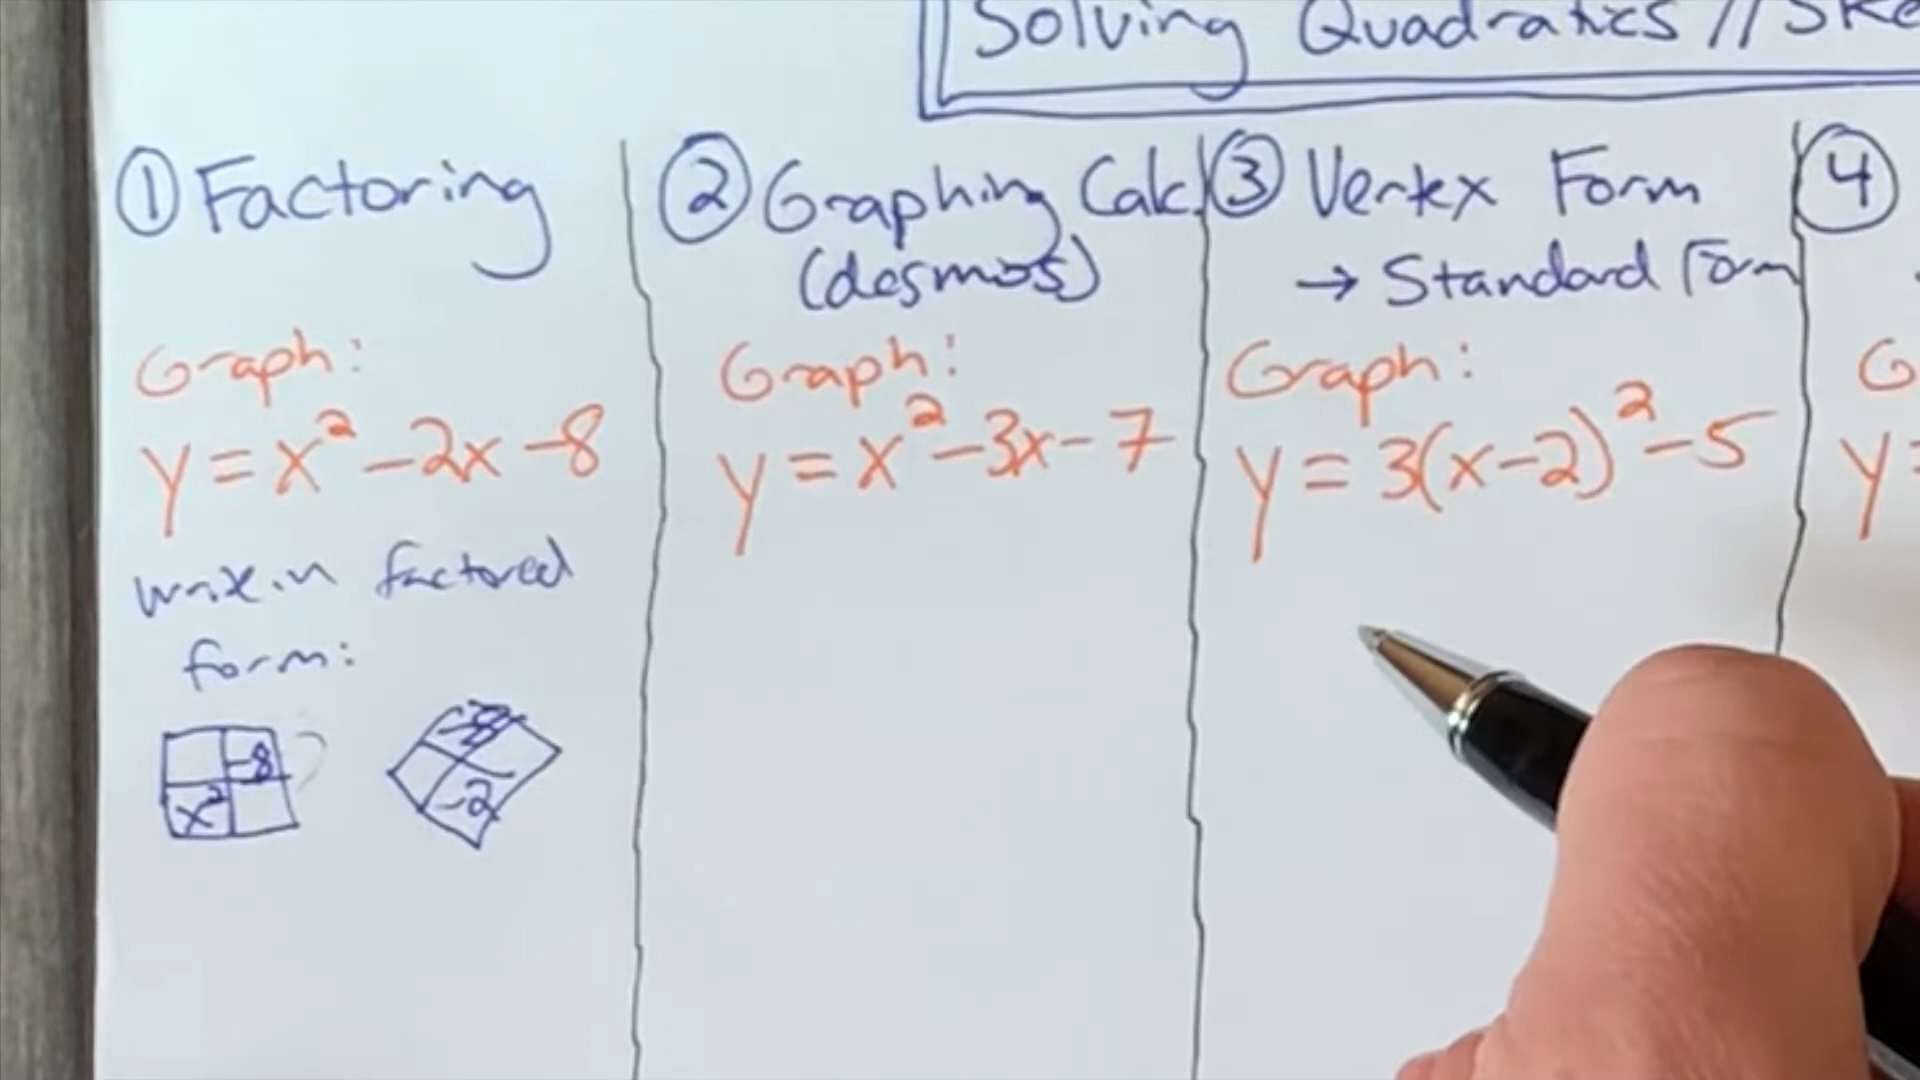 Solving Quadratics // Ske
① Factoring
Graph:
y = x² - 2x - 8
write in factored
form:
-8
x²
-8
-2
② Graphing Calc.
(desmos)
Graph:
y = x² - 3x - 7
③ Vertex Form
→ Standard Form
Graph:
y = 3(x-2)² - 5
④
G
y =